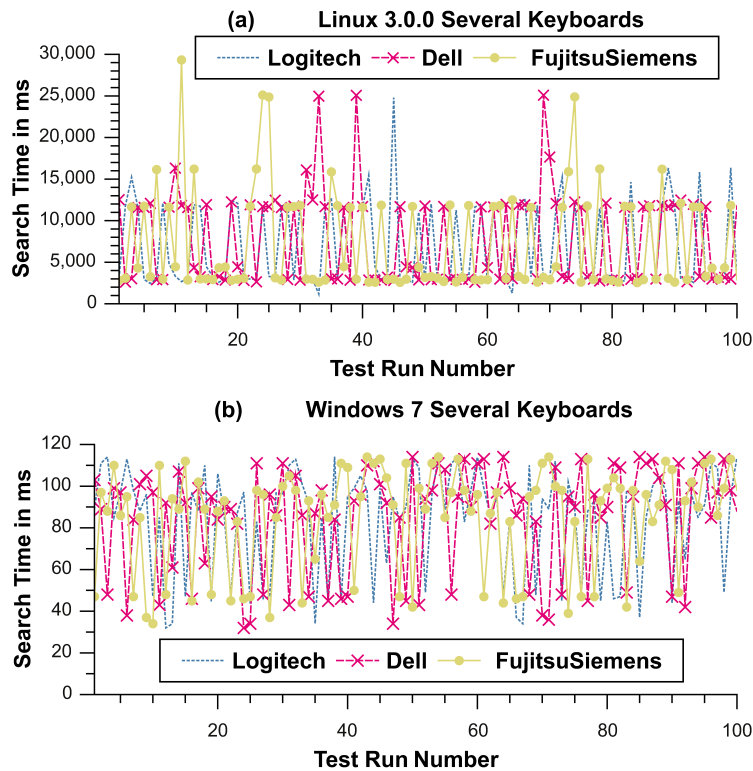 (a) Linux 3.0.0 Several Keyboards
30,000
Logitech Dell FujitsuSiemens
25,000
20,000
15,000
10,000
5,000
0
Search Time in ms
20 40 60 80 100
Test Run Number
(b) Windows 7 Several Keyboards
120
100
80
60
40
20
0
Search Time in ms
Logitech Dell FujitsuSiemens
20 40 60 80 100
Test Run Number